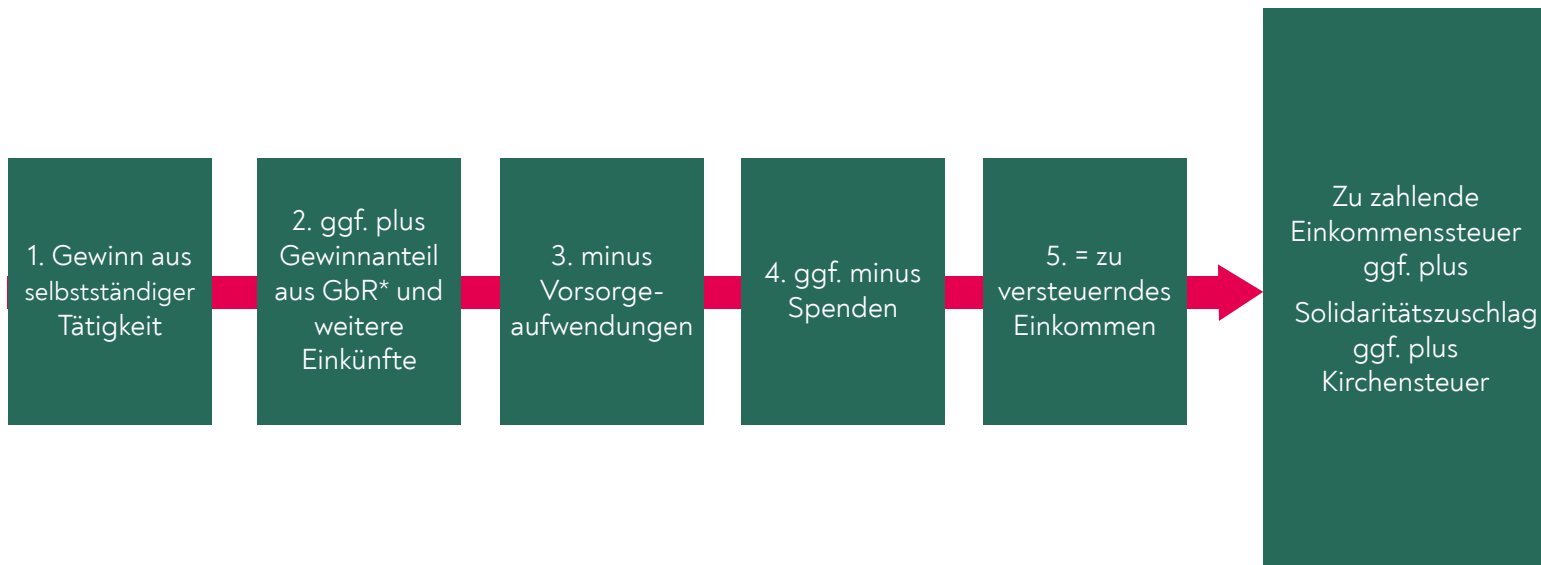 1. Gewinn aus
selbstständiger
Tätigkeit
2. ggf. plus
Gewinnanteil
aus GbR* und
weitere
Einkünfte
3. minus
Vorsorge-
aufwendungen
4. ggf. minus
Spenden
5. = zu
versteuerndes
Einkommen
Zu zahlende
Einkommenssteuer
ggf. plus
Solidaritätszuschlag
ggf. plus
Kirchensteuer